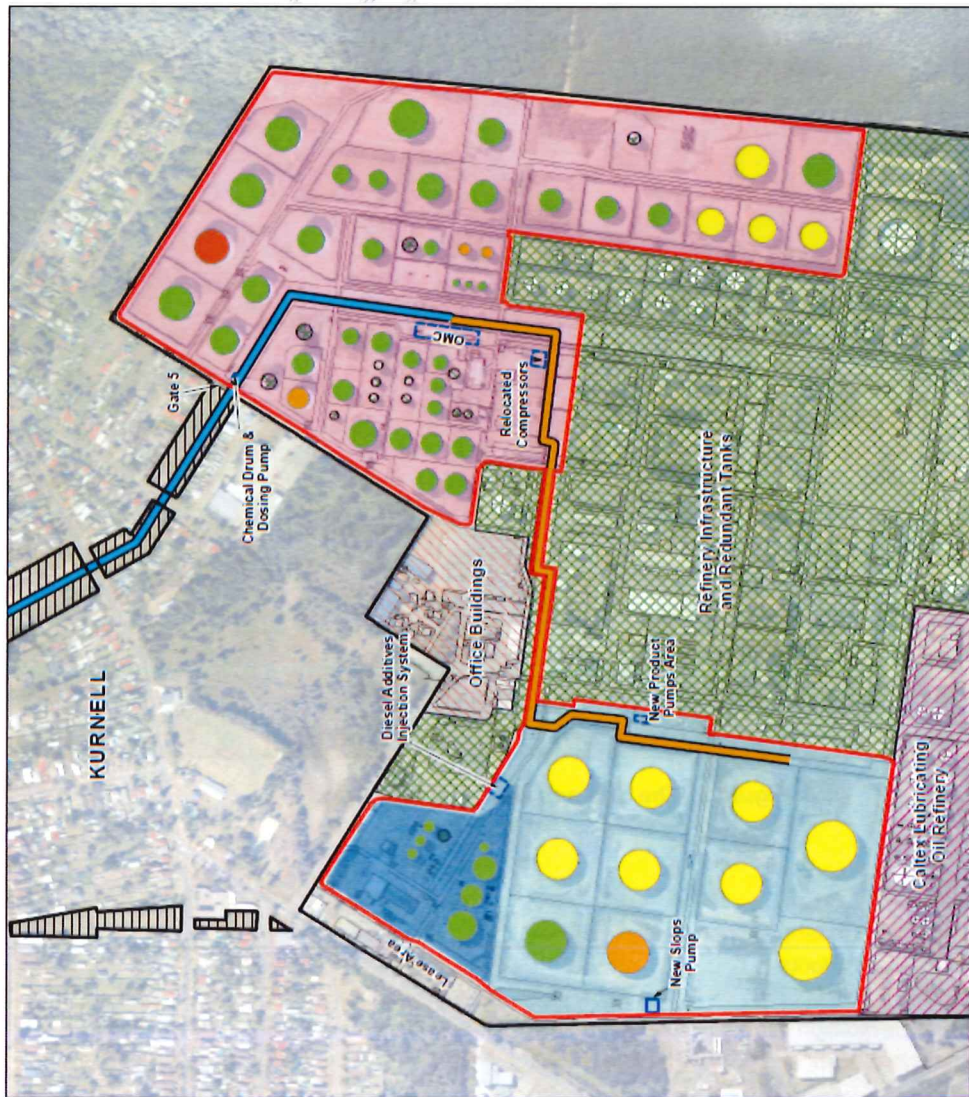 KURNELL
Gate 5
Chemical Drum &
Dosing Pump
OMC
Relocated
Compressors
Diesel Additives
Injection System
Office Buildings
Refinery Infrastructure
and Redundant Tanks
New Product
Pumps Area
Lease Area
New Slops
Pump
Caltex Lubricating
Oil Refinery